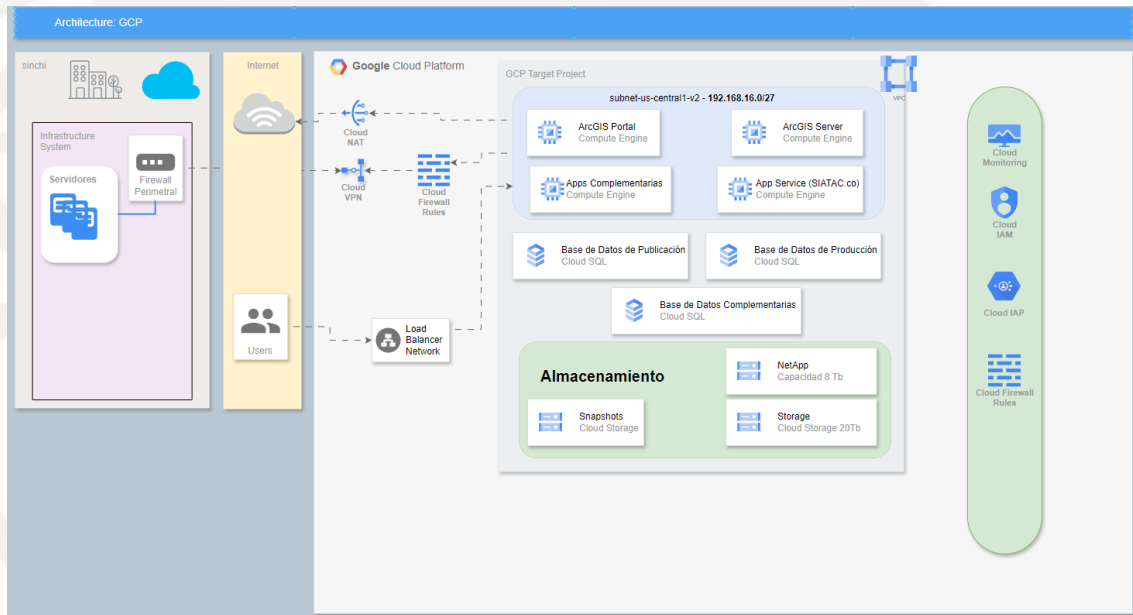 Architecture: GCP
sinchi
Infrastructure
System
Servidores
Firewall
Perimetral
Internet
Users
Google Cloud Platform
Cloud
NAT
Cloud
VPN
Cloud
Firewall
Rules
Load
Balancer
Network
GCP Target Project
VPC
subnet-us-central1-v2 - 192.168.16.0/27
ArcGIS Portal
Compute Engine
ArcGIS Server
Compute Engine
Apps Complementarias
Compute Engine
App Service (SIATAC.co)
Compute Engine
Base de Datos de Publicación
Cloud SQL
Base de Datos de Producción
Cloud SQL
Base de Datos Complementarias
Cloud SQL
Almacenamiento
NetApp
Capacidad 8 Tb
Snapshots
Cloud Storage
Storage
Cloud Storage 20Tb
Cloud
Monitoring
Cloud
IAM
Cloud IAP
Cloud Firewall
Rules